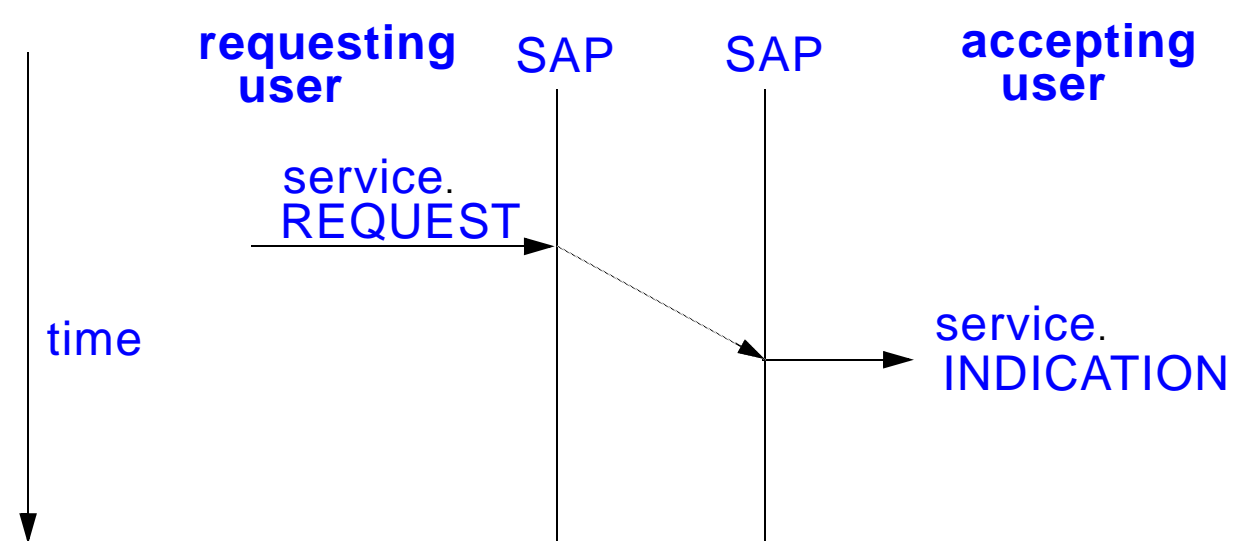 requesting
user
SAP
SAP
accepting
user
service.
REQUEST
time
service.
INDICATION